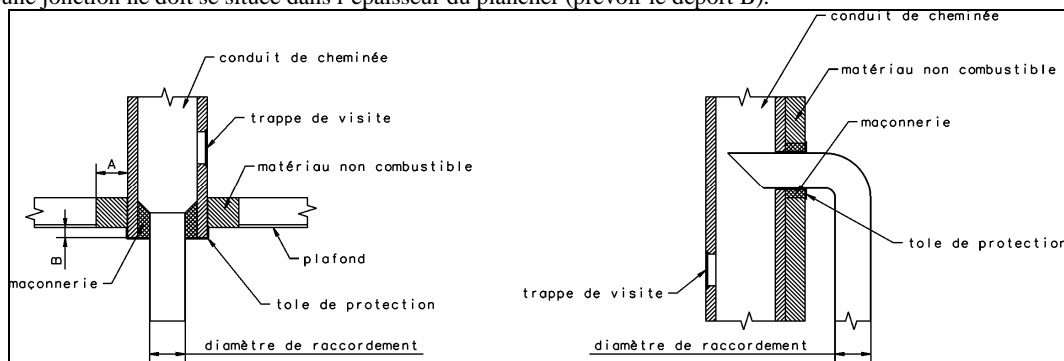 une jonction ne doit se située dans l'épaisseur du plancher (prévoir le déport B).
conduit de cheminée
trappe de visite
matériau non combustible
A
B
plafond
maçonnerie
tole de protection
diamètre de raccordement
conduit de cheminée
matériau non combustible
maçonnerie
tole de protection
trappe de visite
diamètre de raccordement